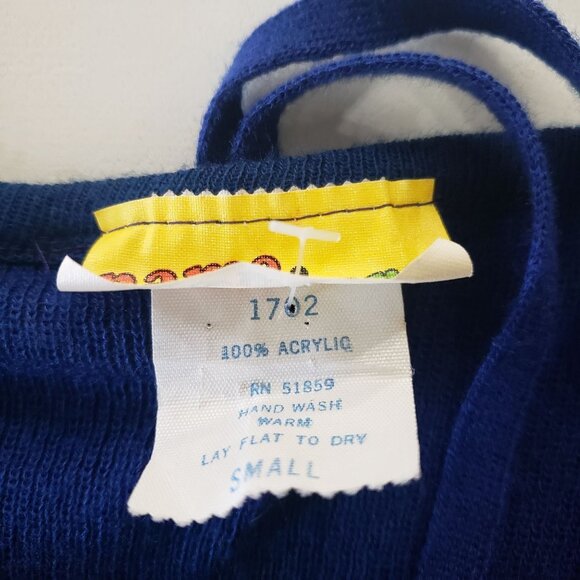 1702
100% ACRYLIC
RN 51859
HAND WASH
WARM
LAY FLAT TO DRY
SMALL